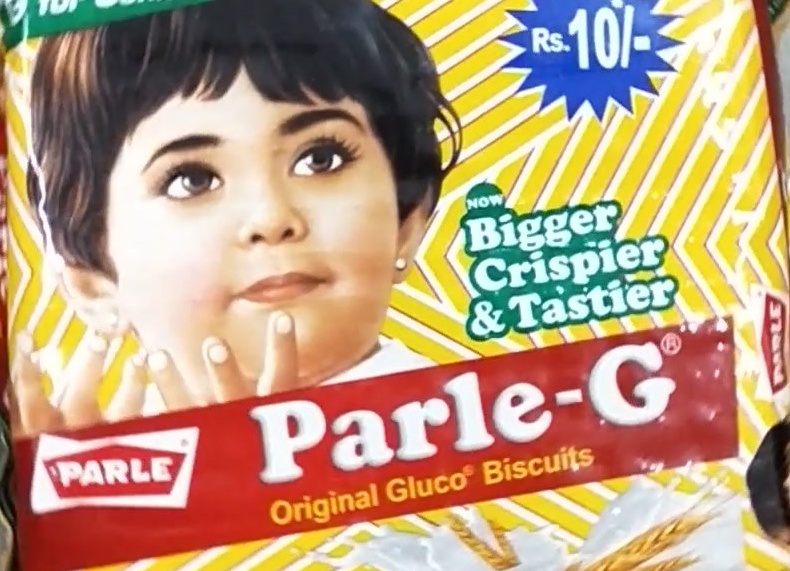 Rs.10/-
NOW
Bigger
Crispier
& Tastier
Parle-G®
PARLE
Original Gluco® Biscuits
PARLE